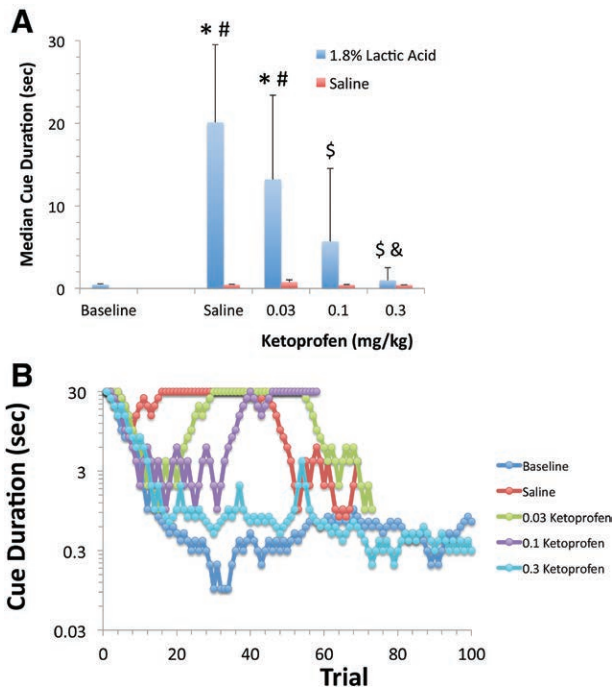 A
30
20
10
0
Median Cue Duration (sec)
* #
* #
$
$ &
1.8% Lactic Acid
Saline
Baseline
Saline
0.03
0.1
0.3
Ketoprofen (mg/kg)
B
30
3
0.3
0.03
Cue Duration (sec)
0
20
40
60
80
100
Trial
Baseline
Saline
0.03 Ketoprofen
0.1 Ketoprofen
0.3 Ketoprofen